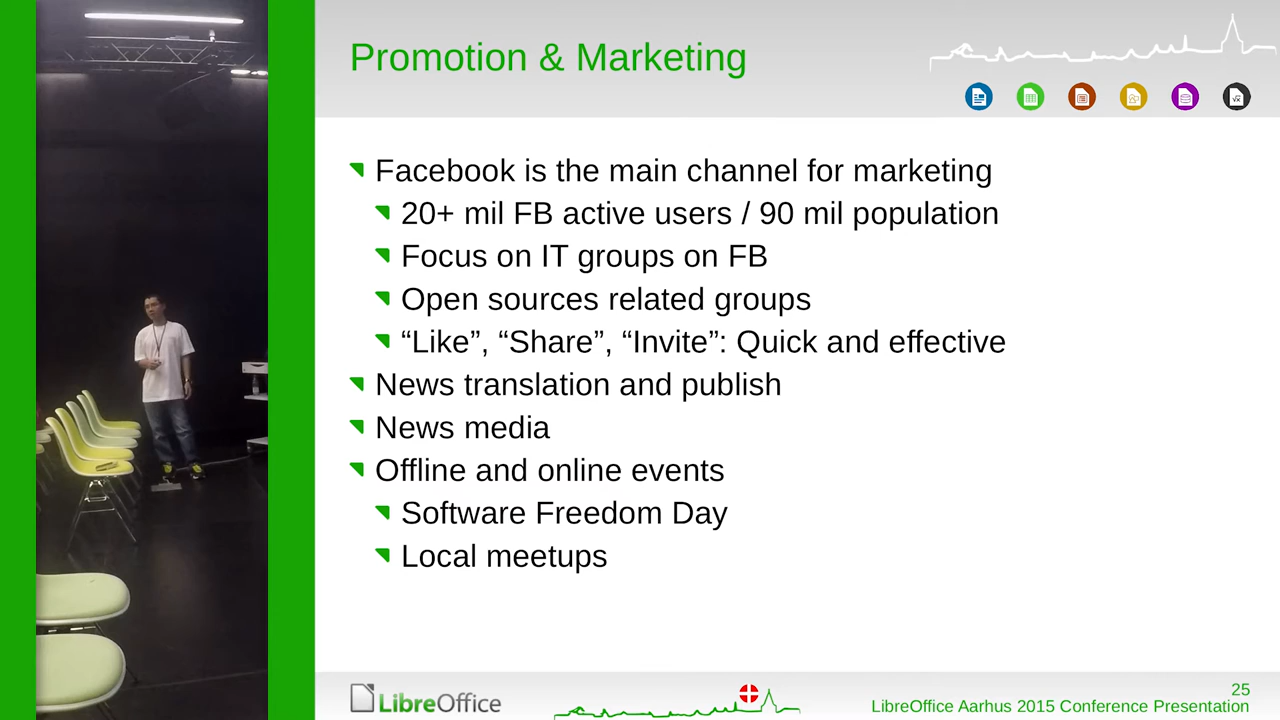 Promotion & Marketing
Facebook is the main channel for marketing
20+ mil FB active users / 90 mil population
Focus on IT groups on FB
Open sources related groups
“Like”, “Share”, “Invite”: Quick and effective
News translation and publish
News media
Offline and online events
Software Freedom Day
Local meetups
LibreOffice
25
LibreOffice Aarhus 2015 Conference Presentation